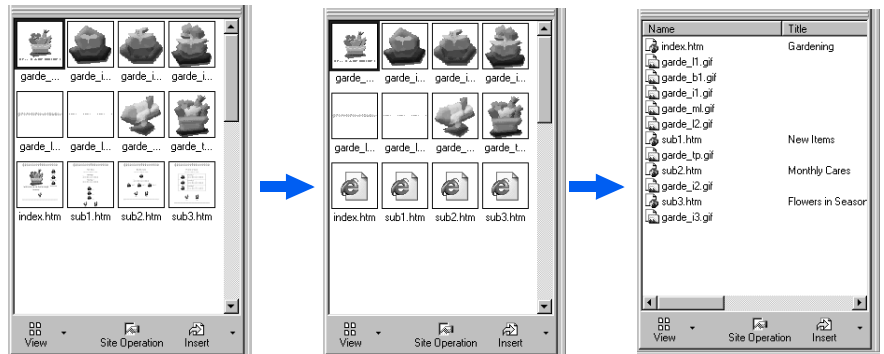 garde_... garde_i... garde_i... garde_i...
garde_l... garde_l... garde_... garde_t...
index.htm sub1.htm sub2.htm sub3.htm
View Site Operation Insert
garde_... garde_i... garde_i... garde_i...
garde_l... garde_l... garde_... garde_t...
index.htm sub1.htm sub2.htm sub3.htm
View Site Operation Insert
Name Title
index.htm Gardening
garde_l1.gif
garde_b1.gif
garde_i1.gif
garde_ml.gif
garde_l2.gif
sub1.htm New Items
garde_tp.gif
sub2.htm Monthly Cares
garde_i2.gif
sub3.htm Flowers in Season
garde_i3.gif
View Site Operation Insert